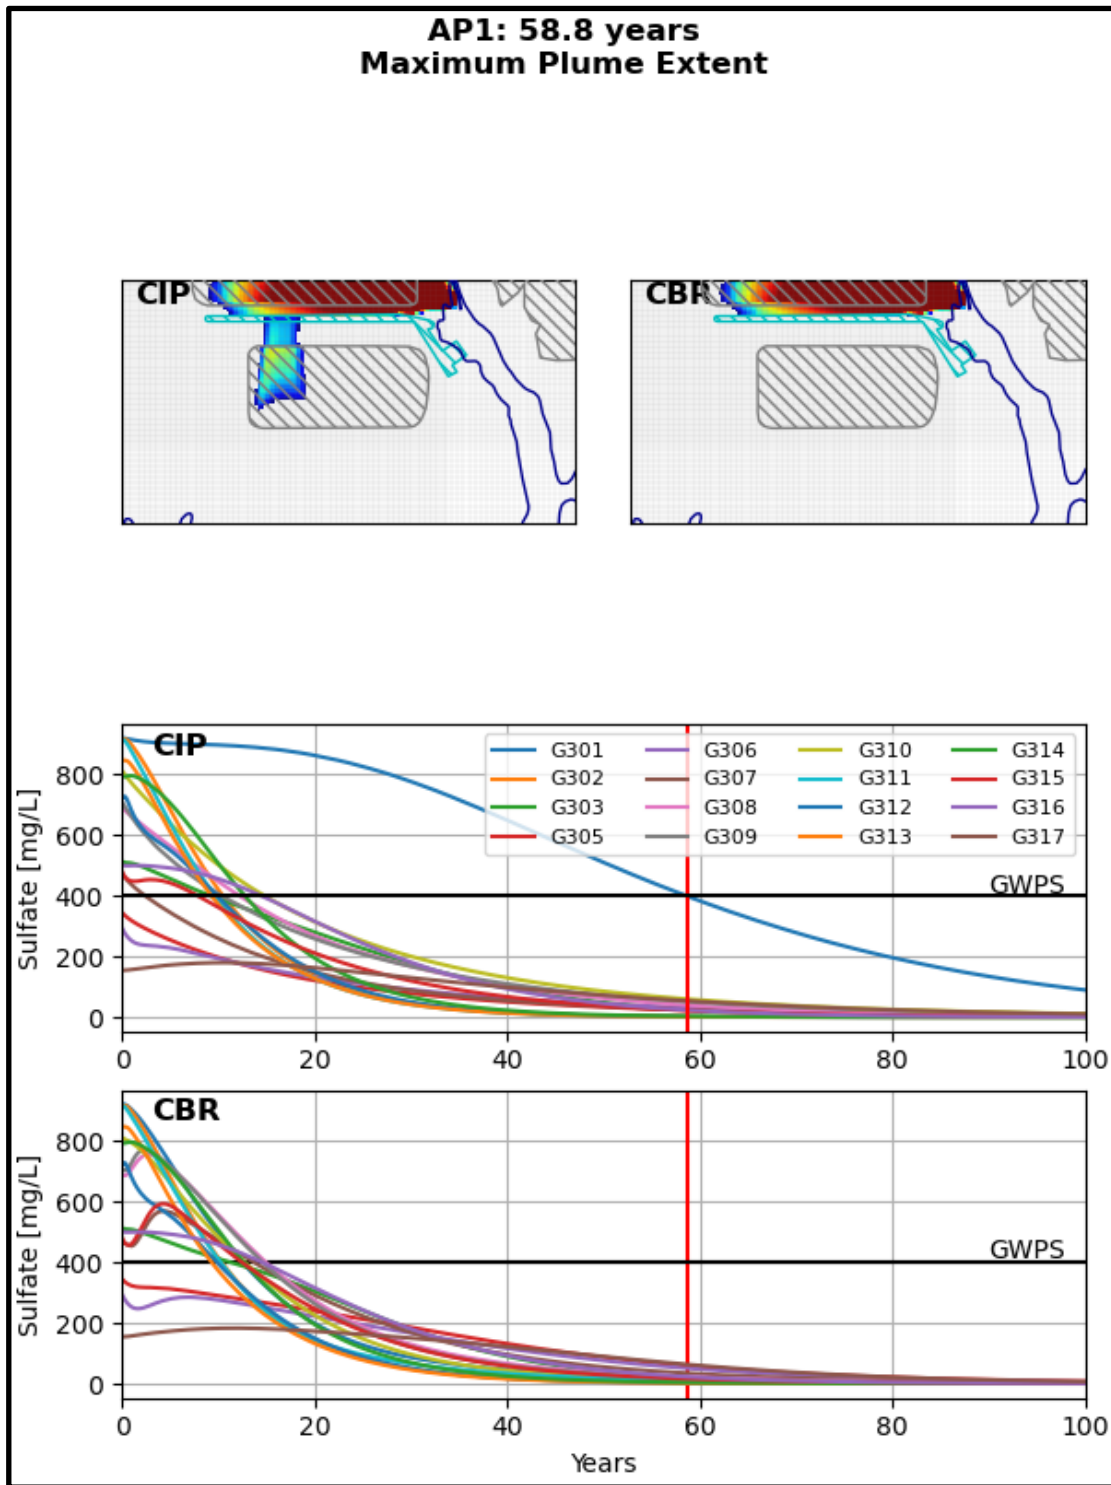 AP1: 58.8 years
Maximum Plume Extent
CIP
CBR
CIP
G301 G306 G310 G314
G302 G307 G311 G315
G303 G308 G312 G316
G305 G309 G313 G317
GWPS
Sulfate [mg/L]
800
600
400
200
0
0 20 40 60 80 100
CBR
GWPS
Sulfate [mg/L]
800
600
400
200
0
0 20 40 60 80 100
Years